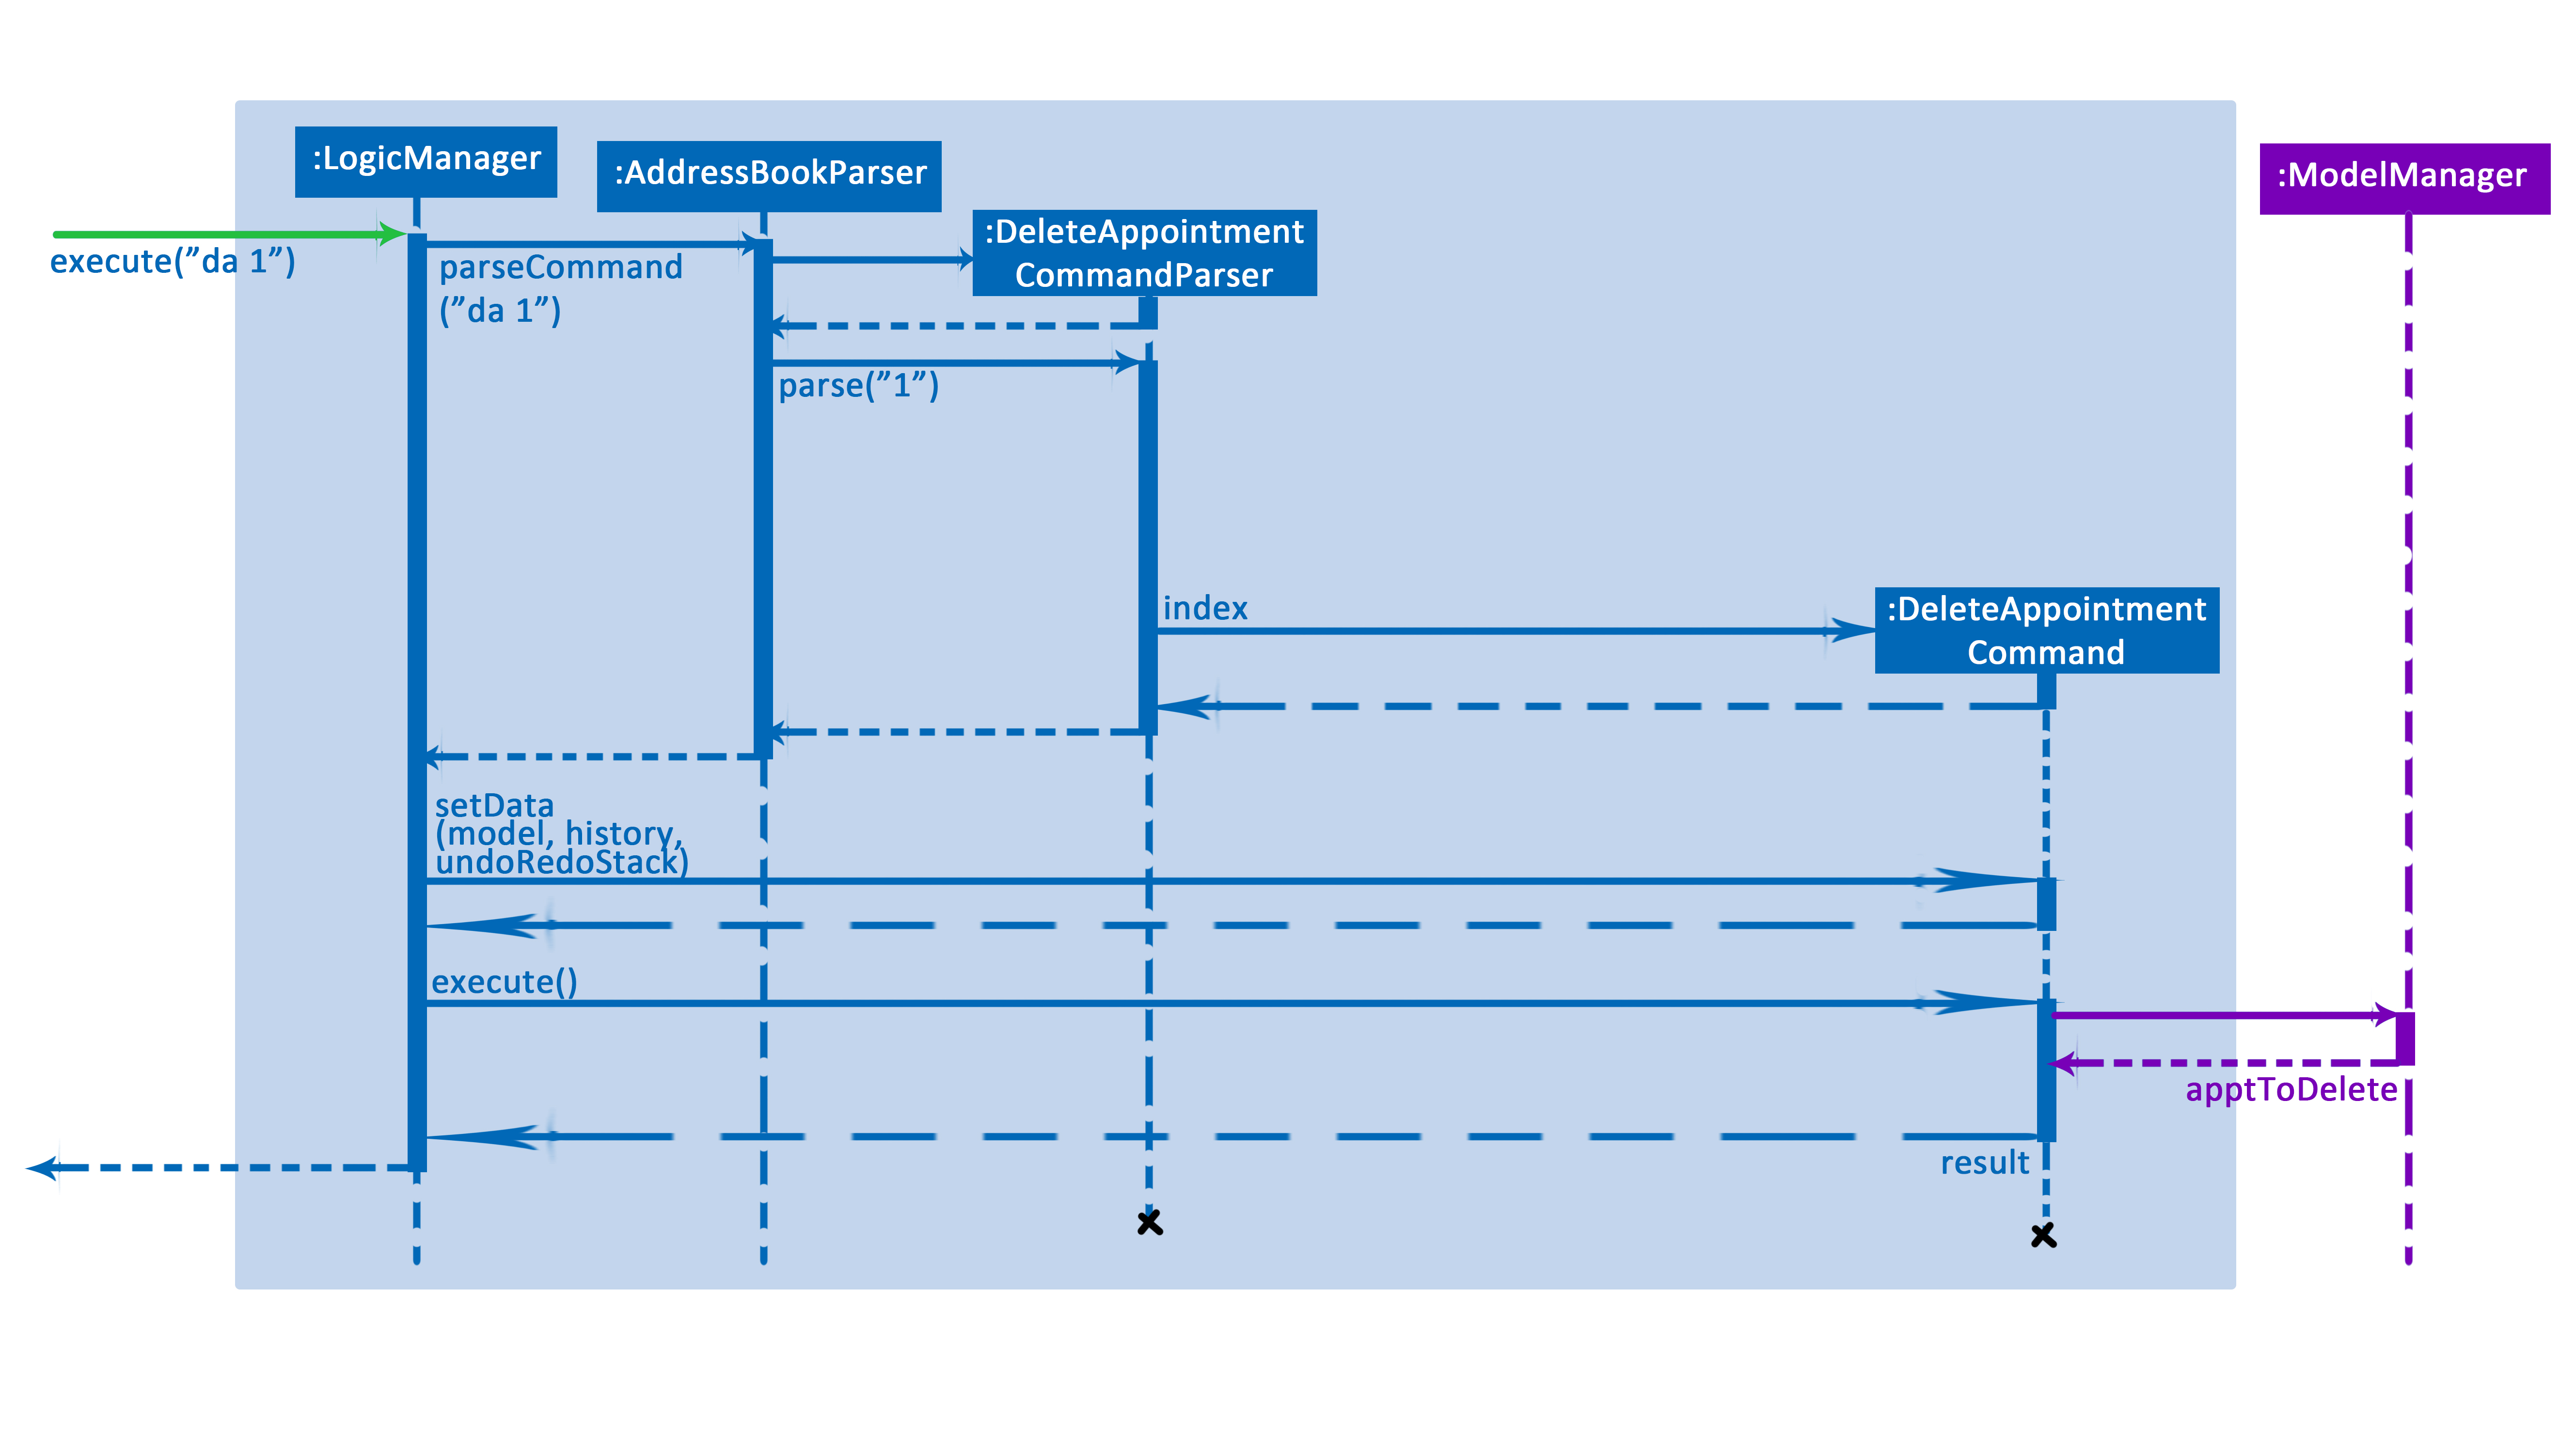 :LogicManager
:AddressBookParser
:ModelManager
:DeleteAppointment
CommandParser
execute(”da 1”)
parseCommand
(”da 1”)
parse(”1”)
index
:DeleteAppointment
Command
setData
(model, history,
undoRedoStack)
execute()
apptToDelete
result